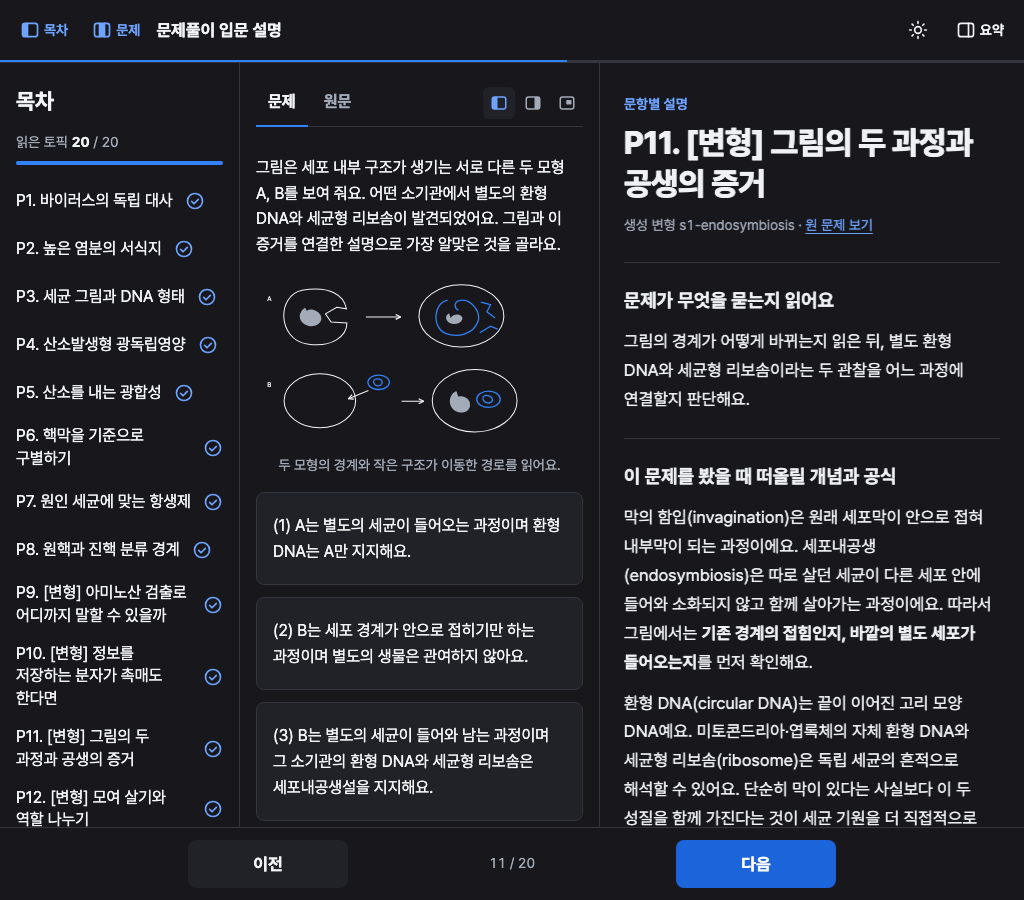 목차
문제
문제풀이 입문 설명
요약
목차
읽은 토픽 20 / 20
P1. 바이러스의 독립 대사
P2. 높은 염분의 서식지
P3. 세균 그림과 DNA 형태
P4. 산소발생형 광독립영양
P5. 산소를 내는 광합성
P6. 핵막을 기준으로
구별하기
P7. 원인 세균에 맞는 항생제
P8. 원핵과 진핵 분류 경계
P9. [변형] 아미노산 검출로
어디까지 말할 수 있을까
P10. [변형] 정보를
저장하는 분자가 촉매도
한다면
P11. [변형] 그림의 두
과정과 공생의 증거
P12. [변형] 모여 살기와
역할 나누기
문제
원문
그림은 세포 내부 구조가 생기는 서로 다른 두 모형
A, B를 보여 줘요. 어떤 소기관에서 별도의 환형
DNA와 세균형 리보솜이 발견되었어요. 그림과 이
증거를 연결한 설명으로 가장 알맞은 것을 골라요.
A
B
두 모형의 경계와 작은 구조가 이동한 경로를 읽어요.
(1) A는 별도의 세균이 들어오는 과정이며 환형
DNA는 A만 지지해요.
(2) B는 세포 경계가 안으로 접히기만 하는
과정이며 별도의 생물은 관여하지 않아요.
(3) B는 별도의 세균이 들어와 남는 과정이며
그 소기관의 환형 DNA와 세균형 리보솜은
세포내공생설을 지지해요.
문항별 설명
P11. [변형] 그림의 두 과정과
공생의 증거
생성 변형 s1-endosymbiosis · 원 문제 보기
문제가 무엇을 묻는지 읽어요
그림의 경계가 어떻게 바뀌는지 읽은 뒤, 별도 환형
DNA와 세균형 리보솜이라는 두 관찰을 어느 과정에
연결할지 판단해요.
이 문제를 봤을 때 떠올릴 개념과 공식
막의 함입(invagination)은 원래 세포막이 안으로 접혀
내부막이 되는 과정이에요. 세포내공생
(endosymbiosis)은 따로 살던 세균이 다른 세포 안에
들어와 소화되지 않고 함께 살아가는 과정이에요. 따라서
그림에서는 기존 경계의 접힘인지, 바깥의 별도 세포가
들어오는지를 먼저 확인해요.
환형 DNA(circular DNA)는 끝이 이어진 고리 모양
DNA예요. 미토콘드리아·엽록체의 자체 환형 DNA와
세균형 리보솜(ribosome)은 독립 세균의 흔적으로
해석할 수 있어요. 단순히 막이 있다는 사실보다 이 두
성질을 함께 가진다는 것이 세균 기원을 더 직접적으로
이전
11 / 20
다음